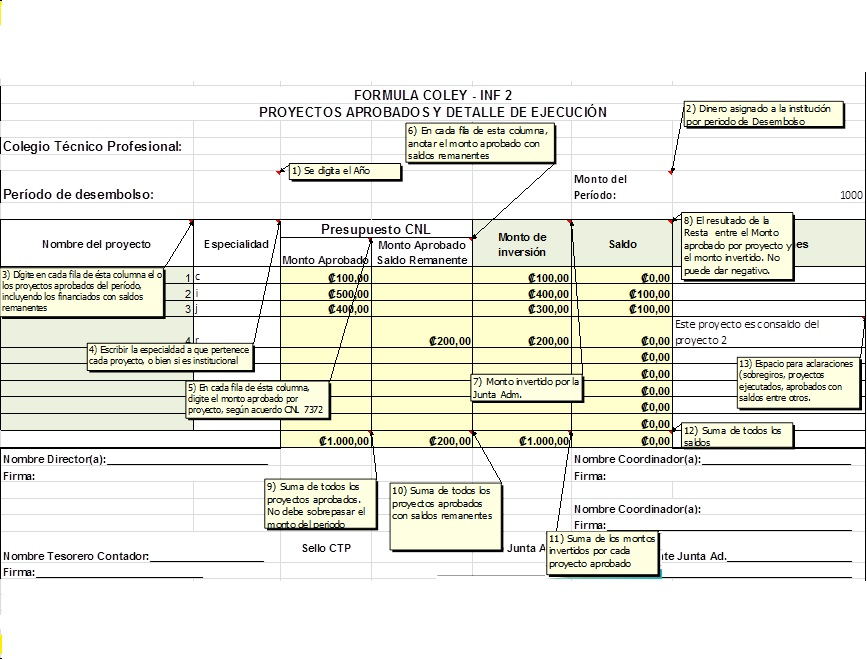 FORMULA COLEY - INF 2
PROYECTOS APROBADOS Y DETALLE DE EJECUCIÓN
2) Dinero asignado a la institución
por periodo de Desembolso
6) En cada fila de esta columna,
anotar el monto aprobado con
saldos remanentes
Colegio Técnico Profesional:
1) Se digita el Año
Monto del
Período de desembolso:
Período:
1000
Nombre del proyecto
Especialidad
Presupuesto CNL
Monto Aprobado
Monto Aprobado
Saldo Remanente
Monto de
inversión
Saldo
es
8) El resultado de la
Resta entre el Monto
aprobado por proyecto y
el monto invertido. No
puede dar negativo.
3) Digite en cada fila de ésta columna el o
los proyectos aprobados del período,
incluyendo los financiados con saldos
remanentes
1 c ₡100,00 ₡100,00 ₡0,00
2 i ₡500,00 ₡400,00 ₡100,00
3 j ₡400,00 ₡300,00 ₡100,00
4 r ₡200,00 ₡200,00 ₡0,00
Este proyecto es con saldo del
proyecto 2
₡0,00
₡0,00
₡0,00
₡0,00
₡0,00
4) Escribir la especialdad a que pertenece
cada proyecto, o bien si es institucional
5) En cada fila de ésta columna,
digite el monto aprobado por
proyecto, según acuerdo CNL 7372
7) Monto invertido por la
Junta Adm.
13) Espacio para aclaraciones
(sobregiros, proyectos
ejecutados, aprobados con
saldos entre otros.
12) Suma de todos los
saldos
₡1.000,00 ₡200,00 ₡1.000,00 ₡0,00
Nombre Director(a):
Nombre Coordinador(a):
Firma:
Firma:
9) Suma de todos los
proyectos aprobados.
No debe sobrepasar el
monto del periodo
10) Suma de todos los
proyectos aprobados
con saldos remanentes
Nombre Coordinador(a):
Firma:
11) Suma de los montos
invertidos por cada
proyecto aprobado
Sello CTP
Junta A
Nombre Tesorero Contador:
te Junta Ad.
Firma: